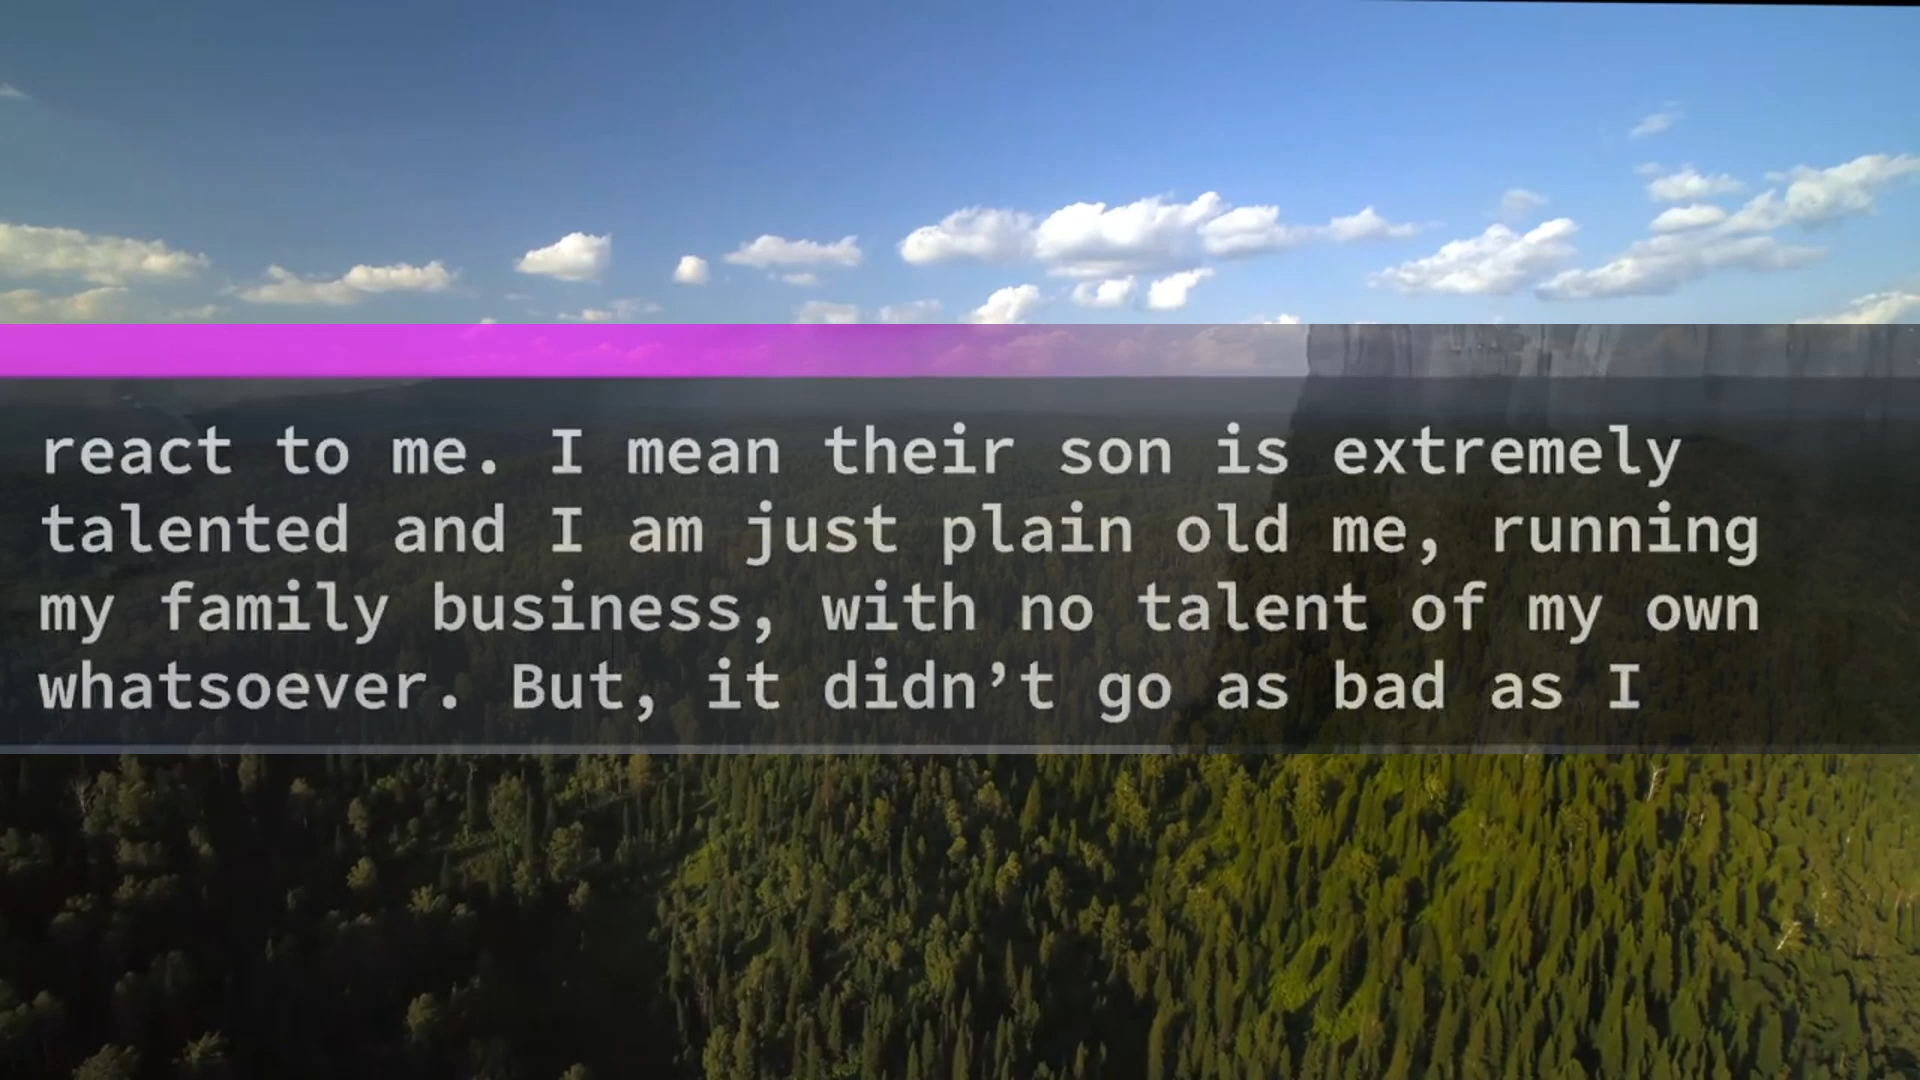 react to me. I mean their son is extremely
talented and I am just plain old me, running
my family business, with no talent of my own
whatsoever. But, it didn’t go as bad as I